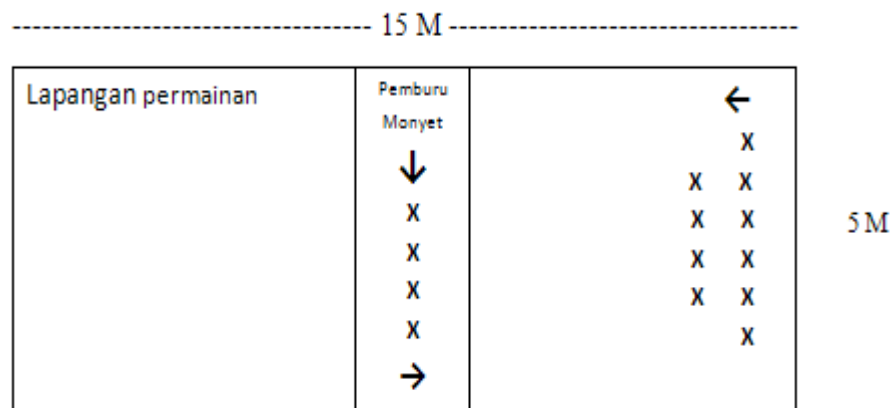 15 M
Lapangan permainan
Pemburu
Monyet
X
X
X
X
X
X X
X X
X X
X X
X
5 M